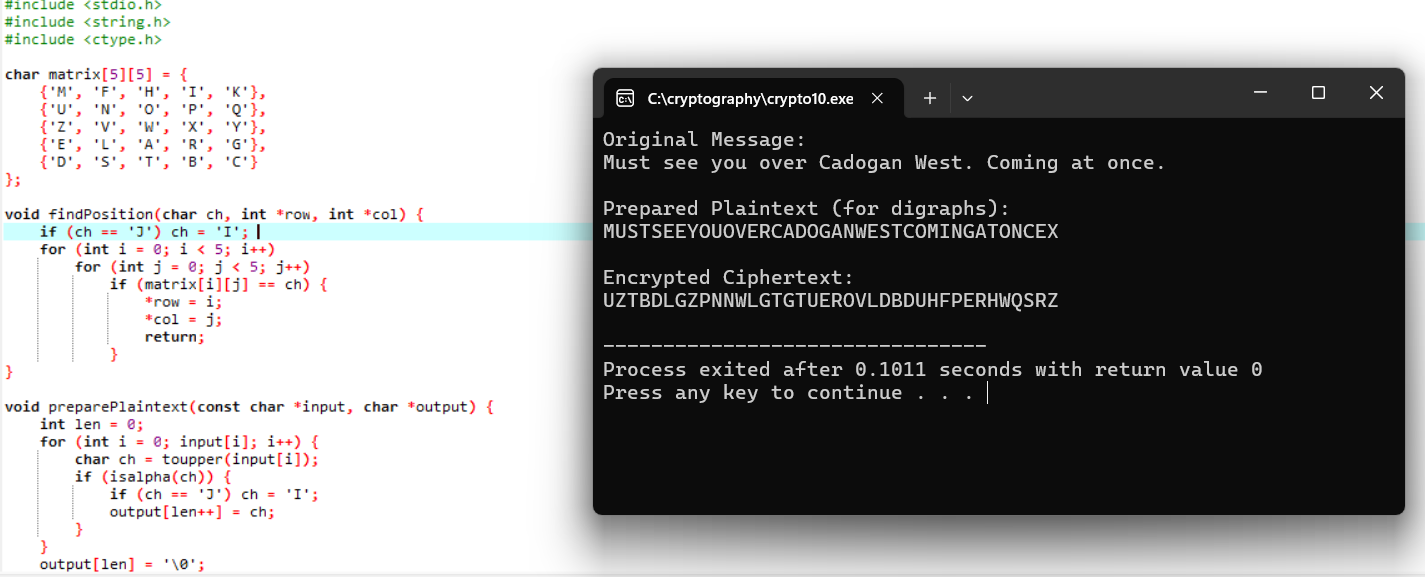 #include <stdio.h>
#include <string.h>
#include <ctype.h>
char matrix[5][5] = {
    {'M', 'F', 'H', 'I', 'K'},
    {'U', 'N', 'O', 'P', 'Q'},
    {'Z', 'V', 'W', 'X', 'Y'},
    {'E', 'L', 'A', 'R', 'G'},
    {'D', 'S', 'T', 'B', 'C'}
};
void findPosition(char ch, int *row, int *col) {
    if (ch == 'J') ch = 'I';
    for (int i = 0; i < 5; i++)
        for (int j = 0; j < 5; j++)
            if (matrix[i][j] == ch) {
                *row = i;
                *col = j;
                return;
            }
}
void preparePlaintext(const char *input, char *output) {
    int len = 0;
    for (int i = 0; input[i]; i++) {
        char ch = toupper(input[i]);
        if (isalpha(ch)) {
            if (ch == 'J') ch = 'I';
            output[len++] = ch;
        }
    }
    output[len] = '\0';
C:\cryptography\crypto10.exe
Original Message:
Must see you over Cadogan West. Coming at once.
Prepared Plaintext (for digraphs):
MUSTSEEYOUOVERCADOGANWESTCOMINGATONCEX
Encrypted Ciphertext:
UZTBDLGZPNNWLGTGTUEROVLDBDUHFPERHWQSRZ
--------------------------------
Process exited after 0.1011 seconds with return value 0
Press any key to continue . . .